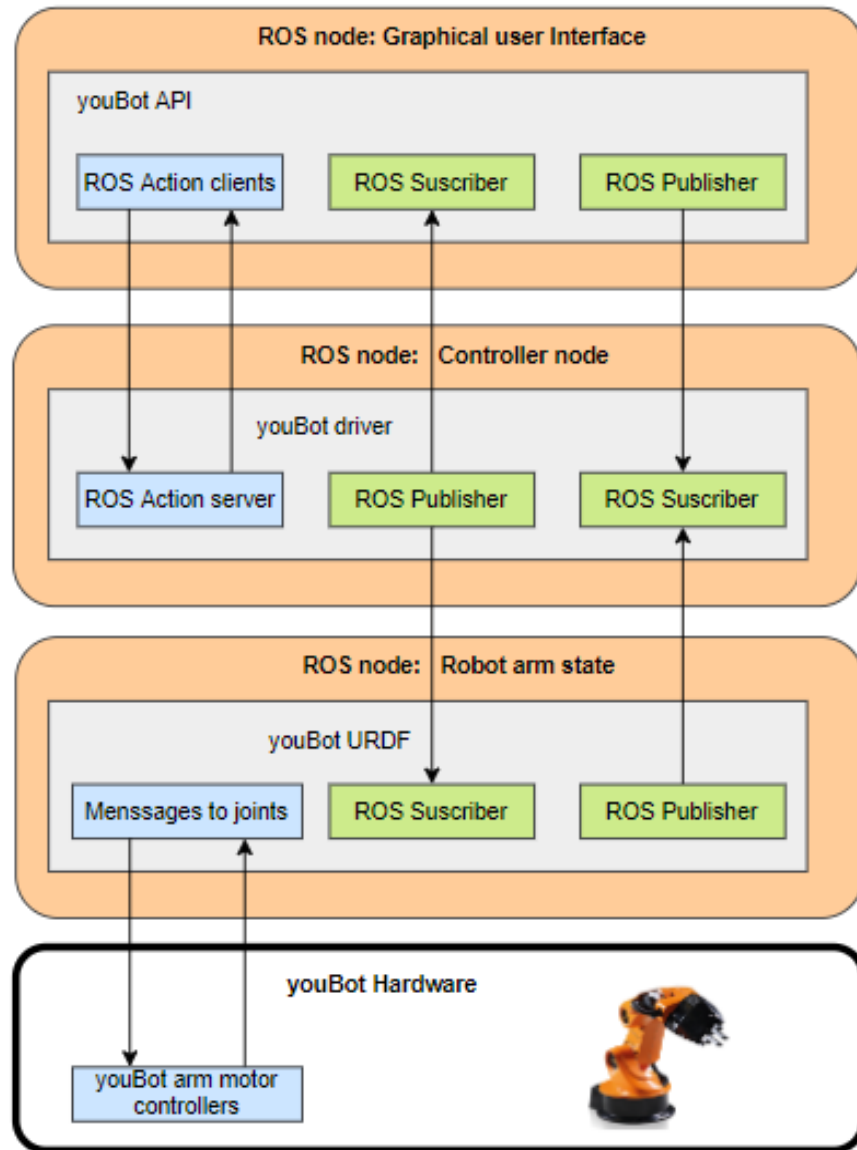 ROS node: Graphical user Interface
youBot API
ROS Action clients
ROS Suscriber
ROS Publisher
ROS node: Controller node
youBot driver
ROS Action server
ROS Publisher
ROS Suscriber
ROS node: Robot arm state
youBot URDF
Menssages to joints
ROS Suscriber
ROS Publisher
youBot Hardware
youBot arm motor
controllers